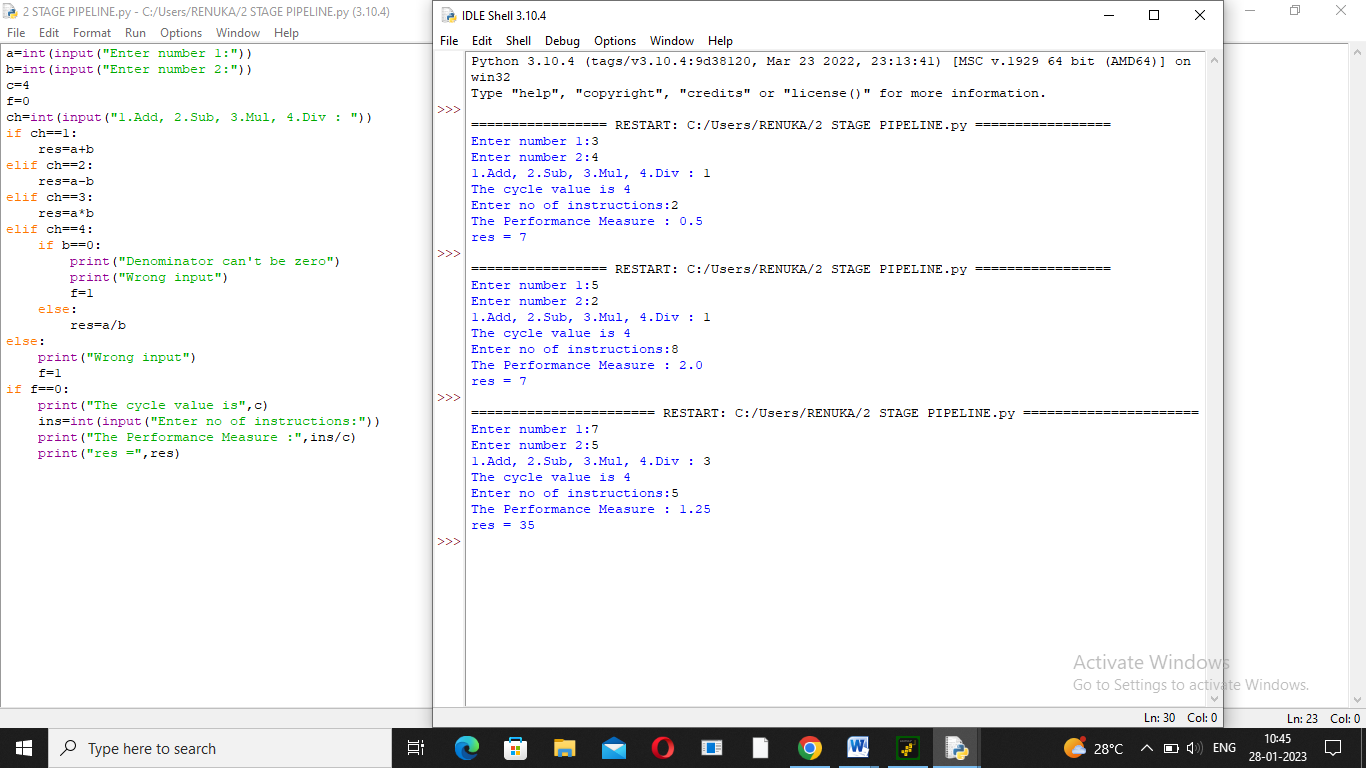 2 STAGE PIPELINE.py - C:/Users/RENUKA/2 STAGE PIPELINE.py (3.10.4)
File Edit Format Run Options Window Help
a=int(input("Enter number 1:"))
b=int(input("Enter number 2:"))
c=4
f=0
ch=int(input("1.Add, 2.Sub, 3.Mul, 4.Div : "))
if ch==1:
    res=a+b
elif ch==2:
    res=a-b
elif ch==3:
    res=a*b
elif ch==4:
    if b==0:
        print("Denominator can't be zero")
        print("Wrong input")
        f=1
    else:
        res=a/b
else:
    print("Wrong input")
    f=1
if f==0:
    print("The cycle value is",c)
    ins=int(input("Enter no of instructions:"))
    print("The Performance Measure :",ins/c)
    print("res =",res)
IDLE Shell 3.10.4
File Edit Shell Debug Options Window Help
Python 3.10.4 (tags/v3.10.4:9d38120, Mar 23 2022, 23:13:41) [MSC v.1929 64 bit (AMD64)] on
win32
Type "help", "copyright", "credits" or "license()" for more information.
>>>
================= RESTART: C:/Users/RENUKA/2 STAGE PIPELINE.py =================
Enter number 1:3
Enter number 2:4
1.Add, 2.Sub, 3.Mul, 4.Div : 1
The cycle value is 4
Enter no of instructions:2
The Performance Measure : 0.5
res = 7
>>>
================= RESTART: C:/Users/RENUKA/2 STAGE PIPELINE.py =================
Enter number 1:5
Enter number 2:2
1.Add, 2.Sub, 3.Mul, 4.Div : 1
The cycle value is 4
Enter no of instructions:8
The Performance Measure : 2.0
res = 7
>>>
======================= RESTART: C:/Users/RENUKA/2 STAGE PIPELINE.py ======================
Enter number 1:7
Enter number 2:5
1.Add, 2.Sub, 3.Mul, 4.Div : 3
The cycle value is 4
Enter no of instructions:5
The Performance Measure : 1.25
res = 35
>>>
Activate Windows
Go to Settings to activate Windows.
Ln: 30 Col: 0
Ln: 23 Col: 0
Type here to search
28°C
ENG
10:45
28-01-2023